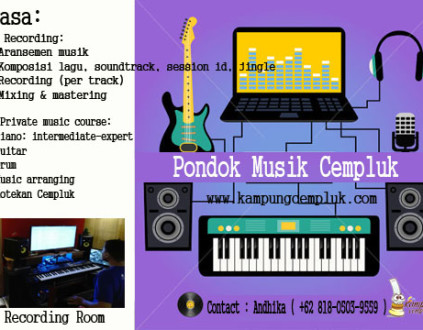 asa:
Recording:
Aransemen musik
Komposisi lagu, soundtrack, session id, jingle
Recording (per track)
Mixing & mastering
Private music course:
iano: intermediate-expert
uitar
rum
usic arranging
otekan Cempluk
Recording Room
Pondok Musik Cempluk
www.kampungcempluk.com
Contact : Andhika ( +62 818-0503-9559 )